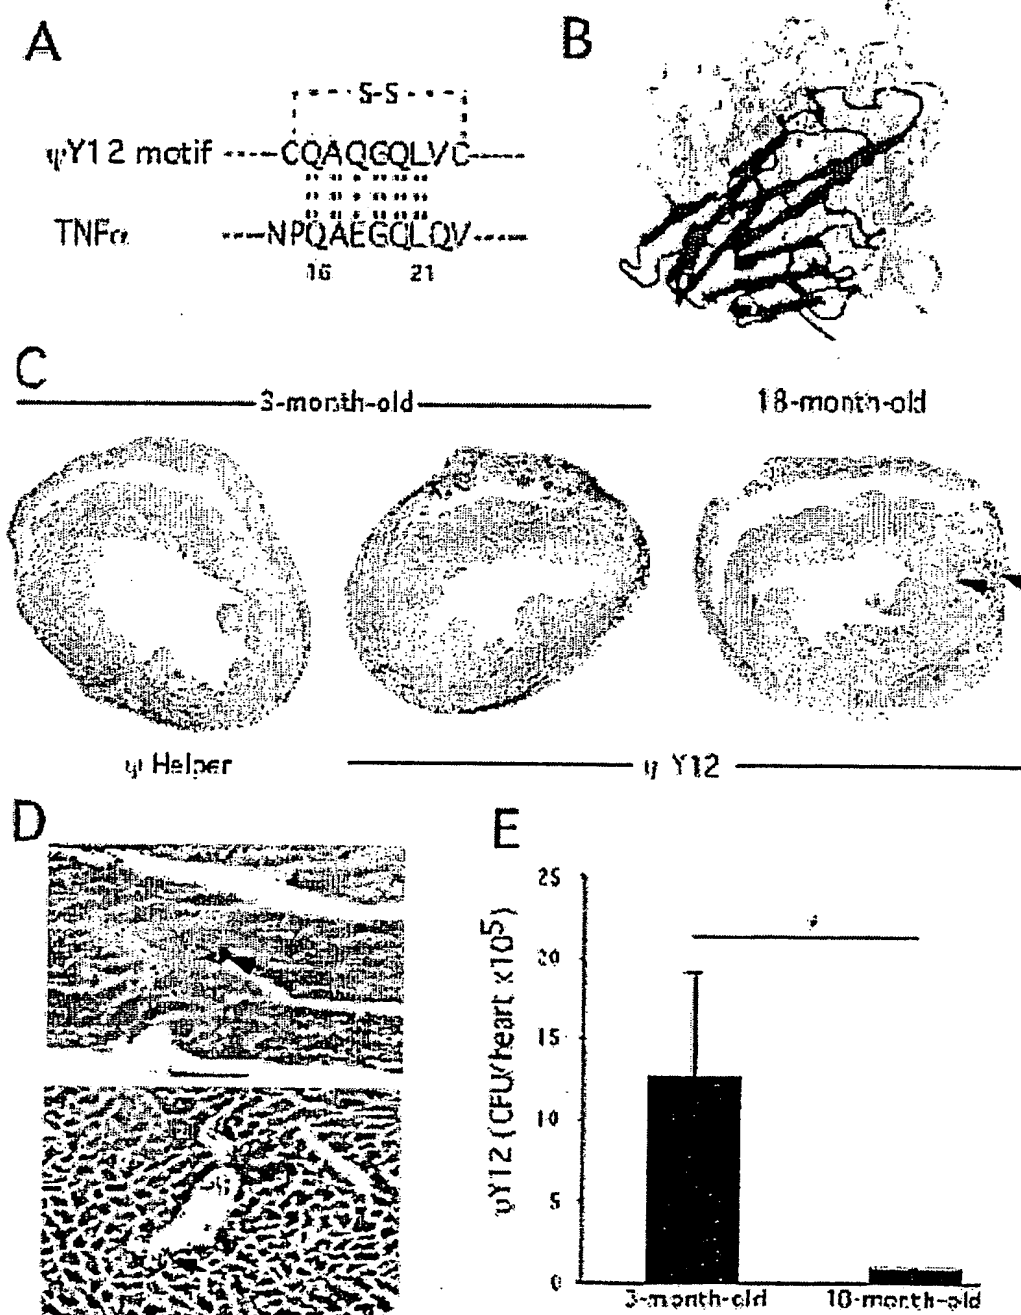 A
B
S-S
ψY12 motif ----CQAQGQLVC----
TNFα ----NPQAEGQLQV----
16 21
C
3-month-old
18-month-old
ψ Helper
ψ Y12
D
E
ψY12 (CFU/heart x10⁵)
25
*
20
15
10
5
0
3-month-old
18-month-old